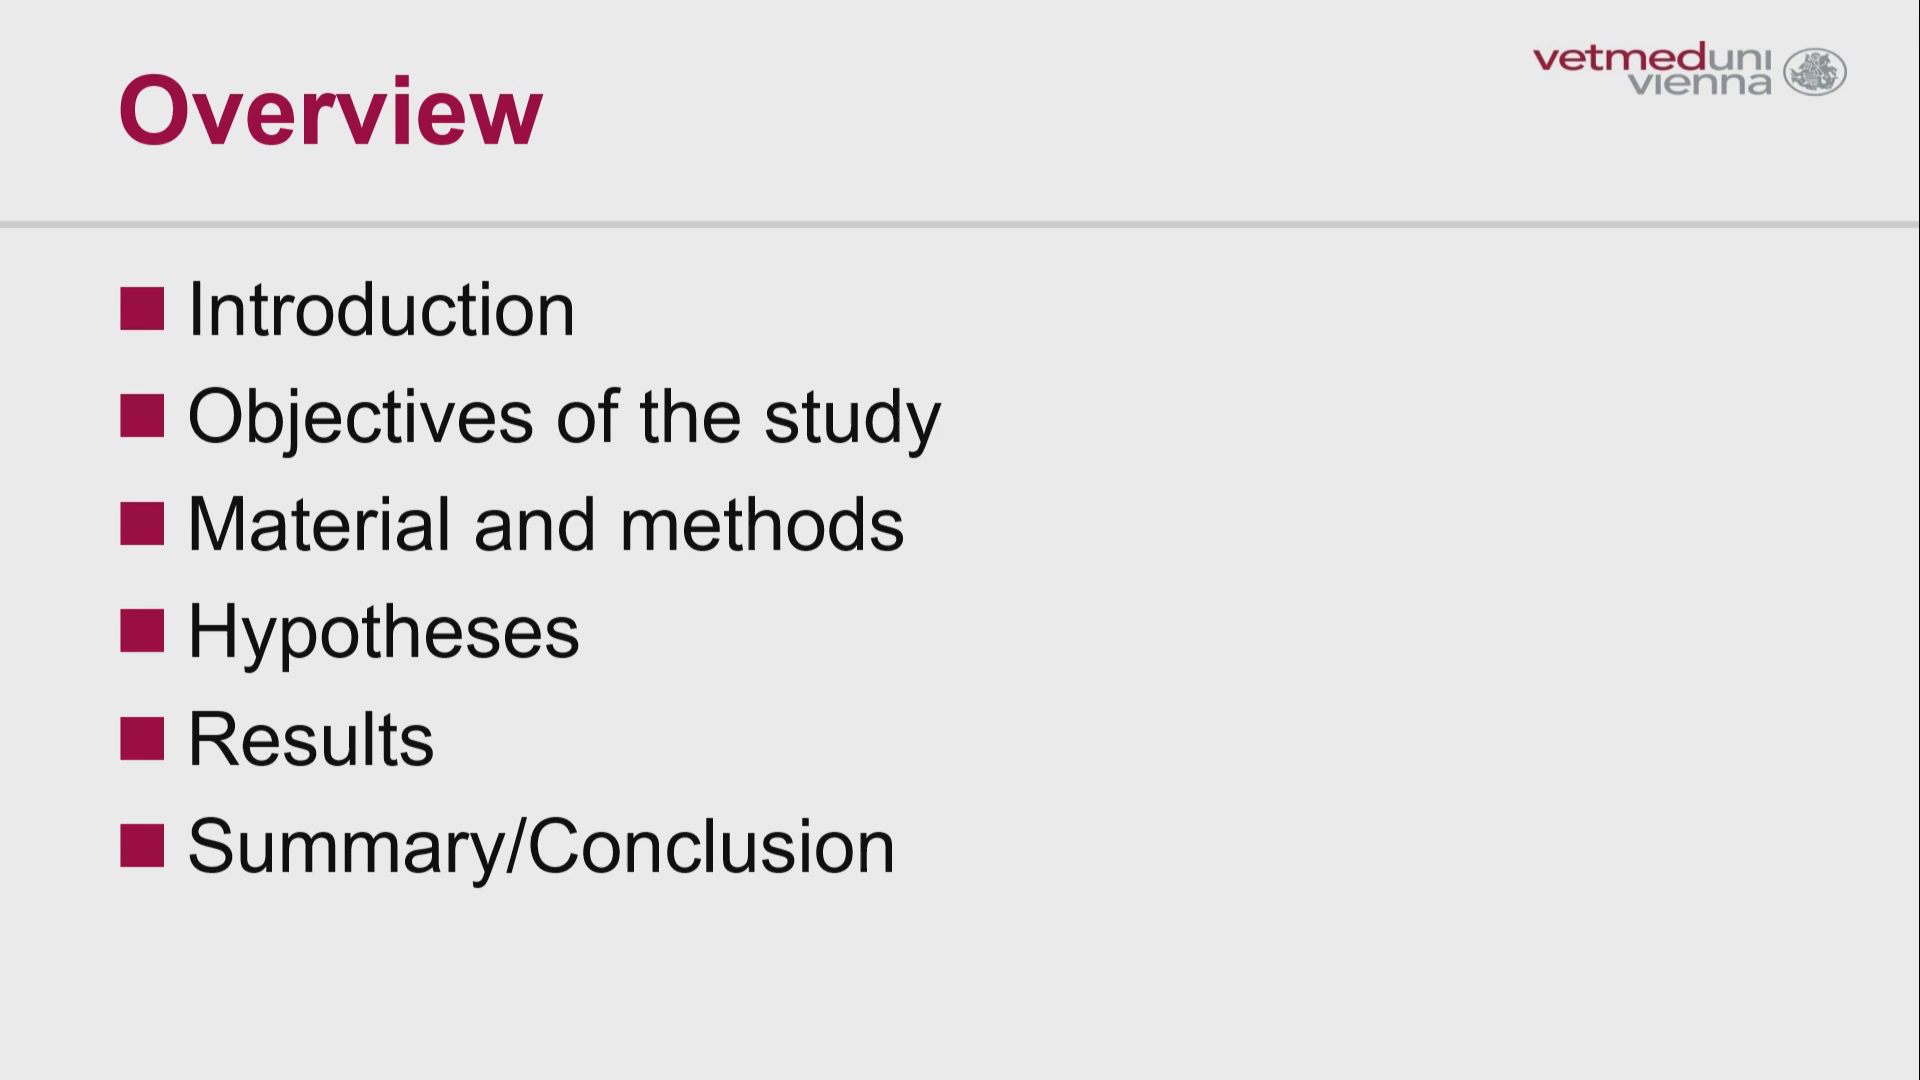 Overview
vetmeduni
vienna
Introduction
Objectives of the study
Material and methods
Hypotheses
Results
Summary/Conclusion